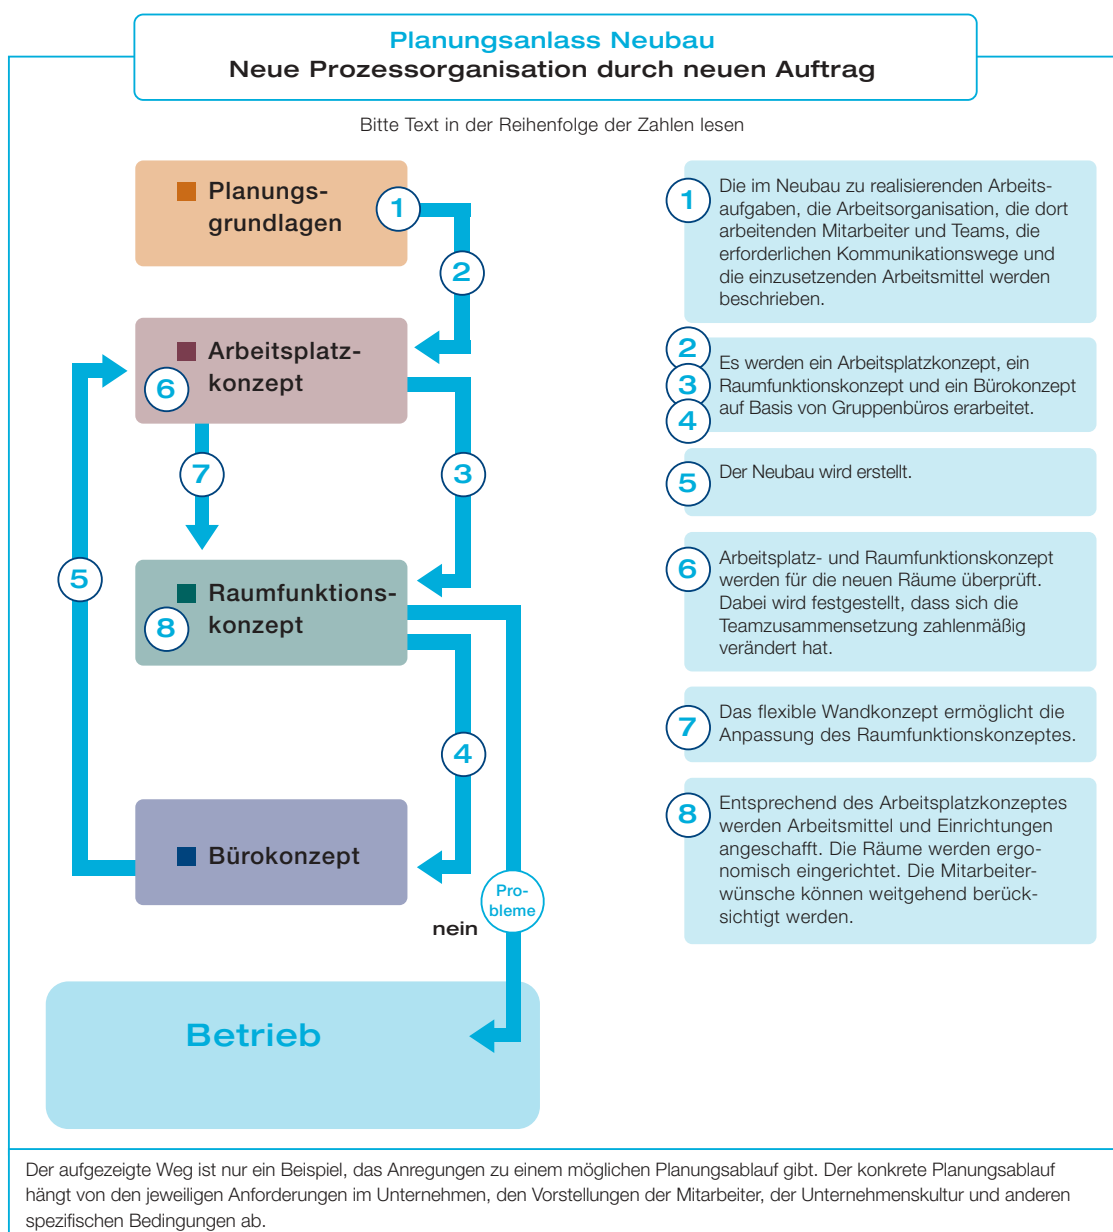 Planungsanlass Neubau
Neue Prozessorganisation durch neuen Auftrag
Bitte Text in der Reihenfolge der Zahlen lesen
Planungs-
grundlagen
1
2
Arbeitsplatz-
konzept
6
7
3
5
Raumfunktions-
konzept
8
4
Bürokonzept
Pro-
bleme
nein
Betrieb
1
Die im Neubau zu realisierenden Arbeits-
aufgaben, die Arbeitsorganisation, die dort
arbeitenden Mitarbeiter und Teams, die
erforderlichen Kommunikationswege und
die einzusetzenden Arbeitsmittel werden
beschrieben.
2
3
4
Es werden ein Arbeitsplatzkonzept, ein
Raumfunktionskonzept und ein Bürokonzept
auf Basis von Gruppenbüros erarbeitet.
5
Der Neubau wird erstellt.
6
Arbeitsplatz- und Raumfunktionskonzept
werden für die neuen Räume überprüft.
Dabei wird festgestellt, dass sich die
Teamzusammensetzung zahlenmäßig
verändert hat.
7
Das flexible Wandkonzept ermöglicht die
Anpassung des Raumfunktionskonzeptes.
8
Entsprechend des Arbeitsplatzkonzeptes
werden Arbeitsmittel und Einrichtungen
angeschafft. Die Räume werden ergo-
nomisch eingerichtet. Die Mitarbeiter-
wünsche können weitgehend berück-
sichtigt werden.
Der aufgezeigte Weg ist nur ein Beispiel, das Anregungen zu einem möglichen Planungsablauf gibt. Der konkrete Planungsablauf
hängt von den jeweiligen Anforderungen im Unternehmen, den Vorstellungen der Mitarbeiter, der Unternehmenskultur und anderen
spezifischen Bedingungen ab.